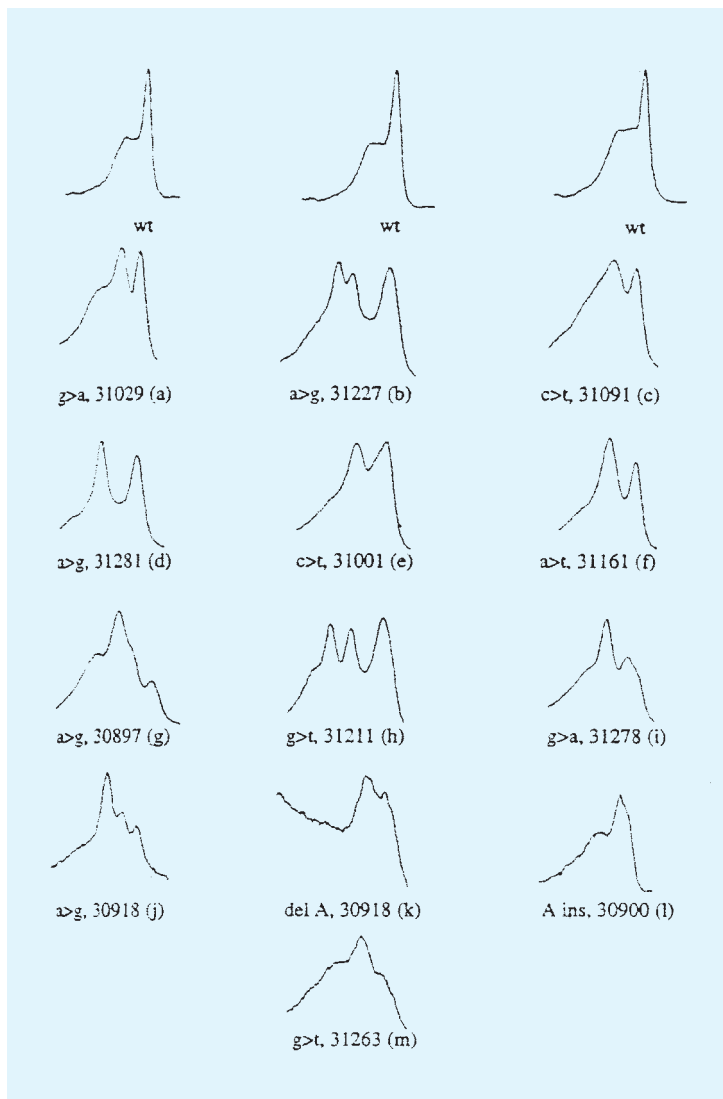 wt wt wt
g>a, 31029 (a) a>g, 31227 (b) c>t, 31091 (c)
a>g, 31281 (d) c>t, 31001 (e) a>t, 31161 (f)
a>g, 30897 (g) g>t, 31211 (h) g>a, 31278 (i)
a>g, 30918 (j) del A, 30918 (k) A ins, 30900 (l)
g>t, 31263 (m)